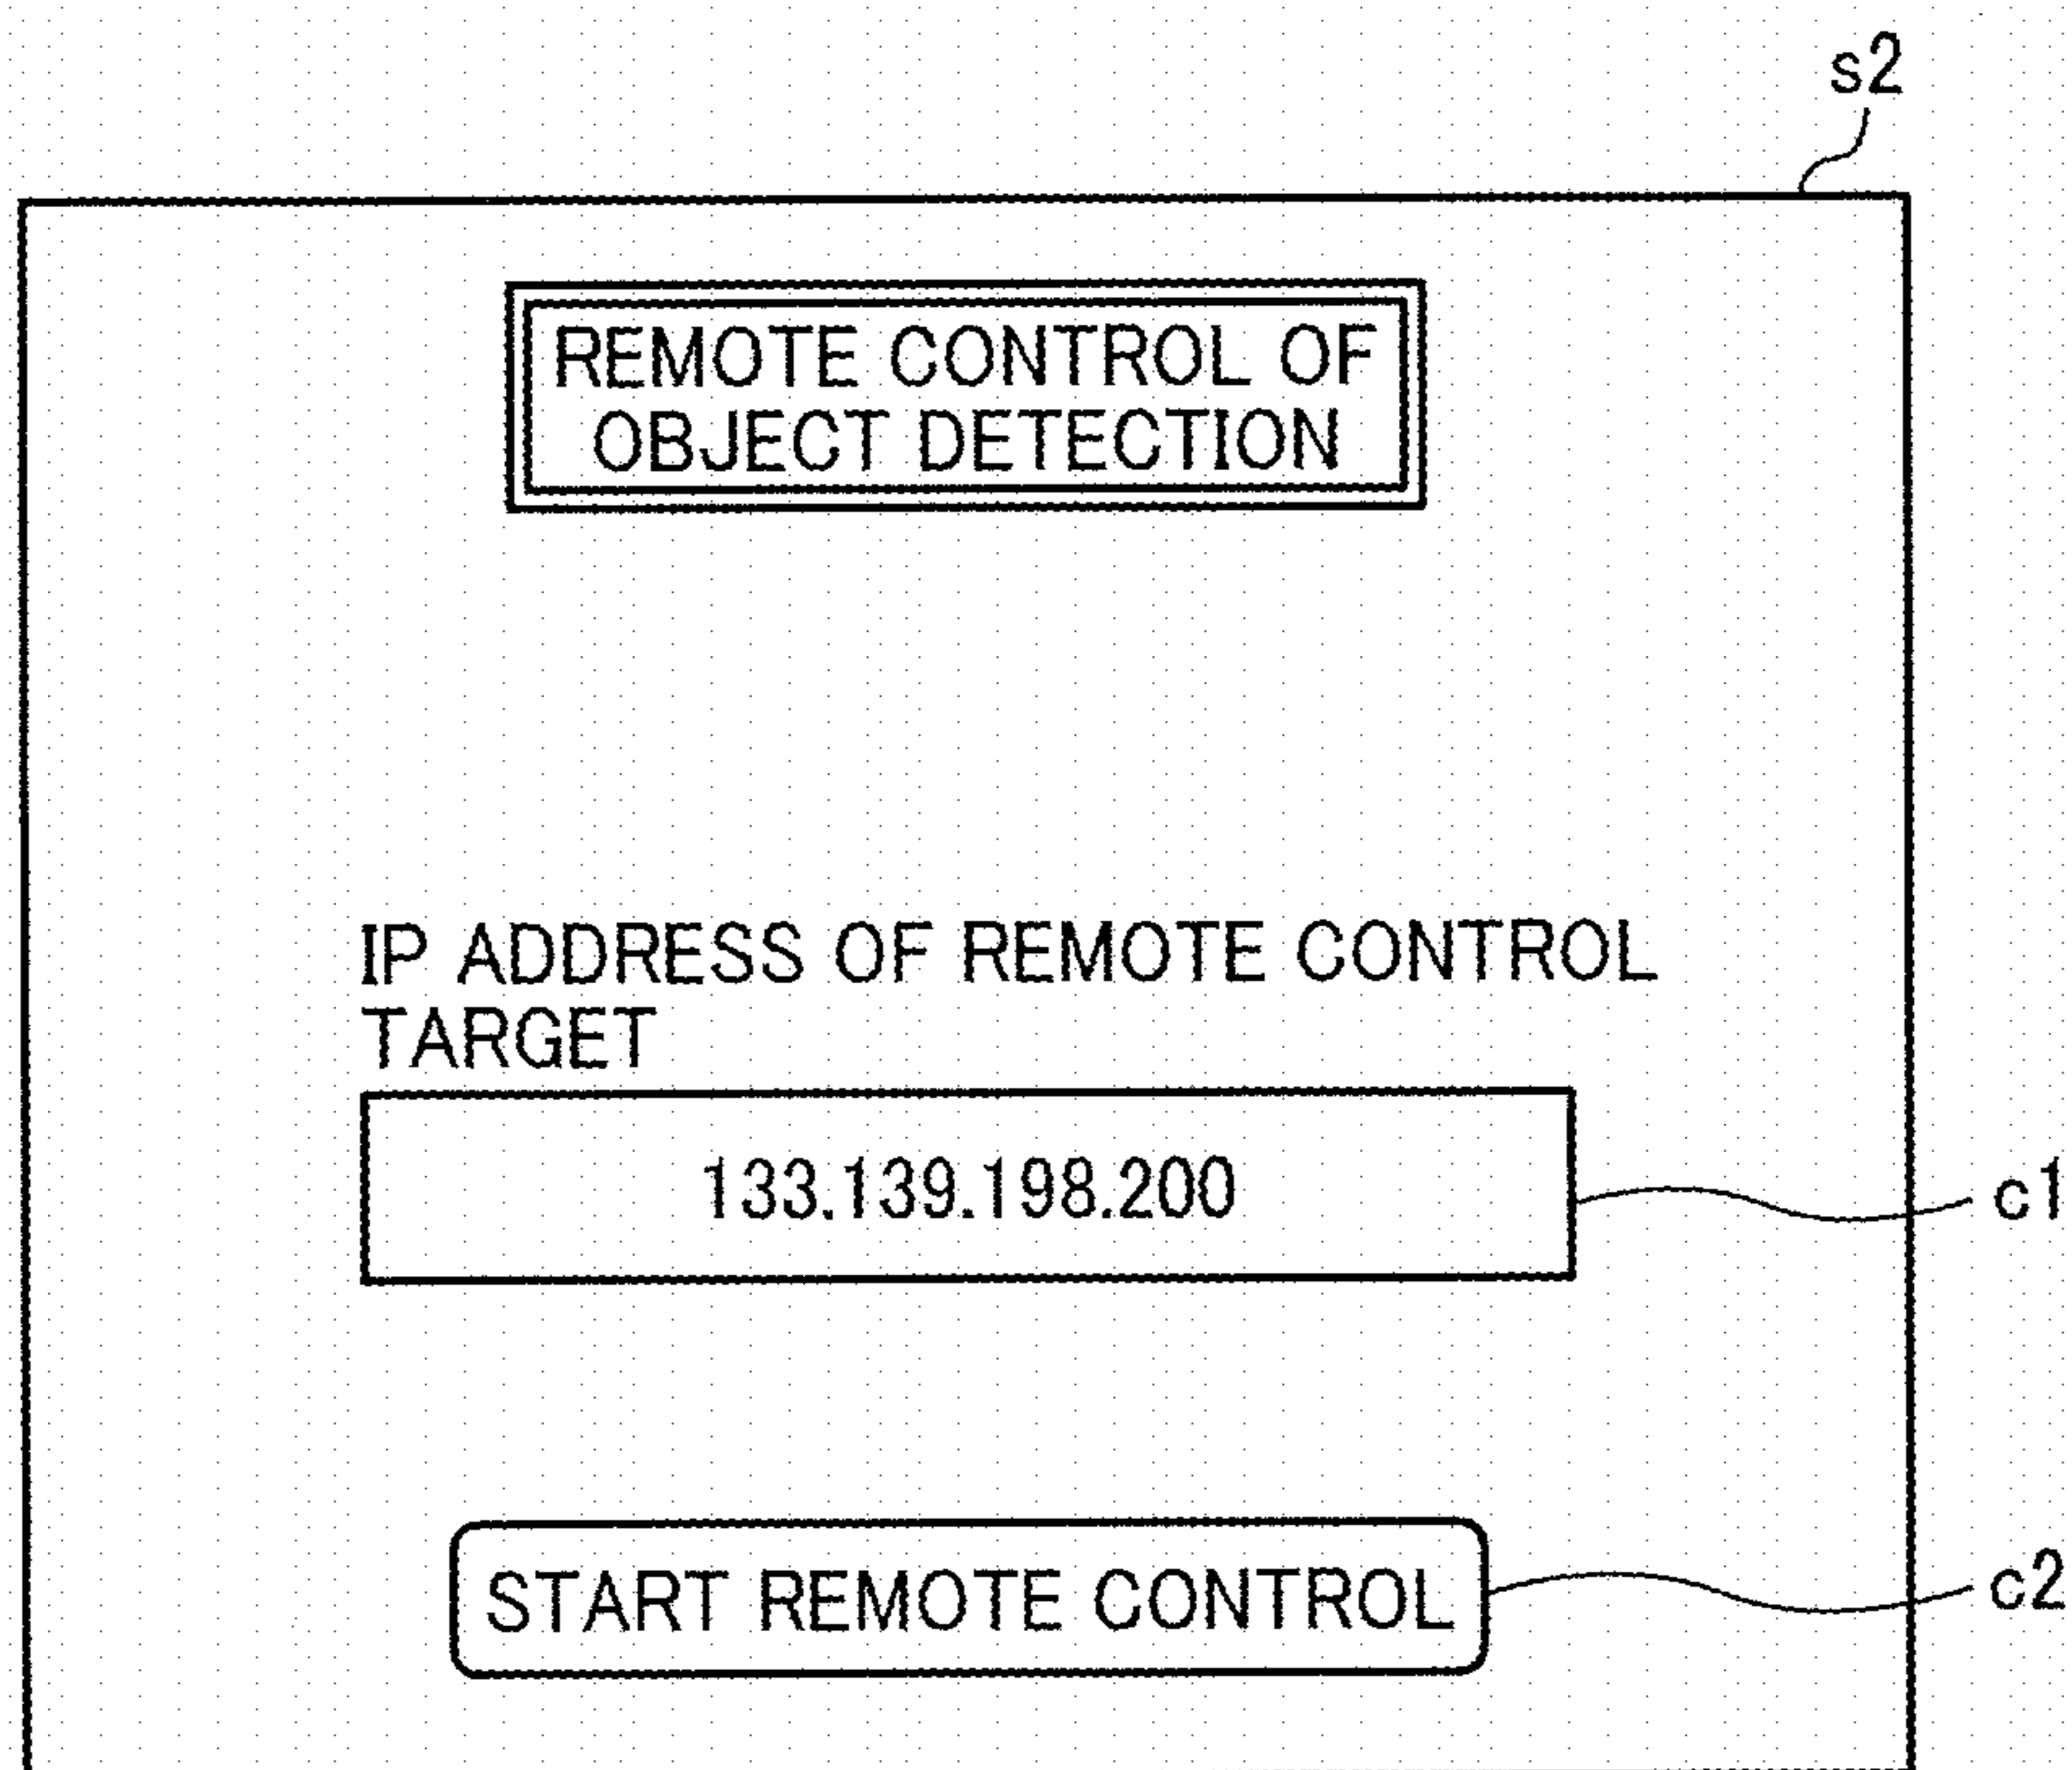 s2
REMOTE CONTROL OF
OBJECT DETECTION
IP ADDRESS OF REMOTE CONTROL
TARGET
133.139.198.200
c1
START REMOTE CONTROL
c2